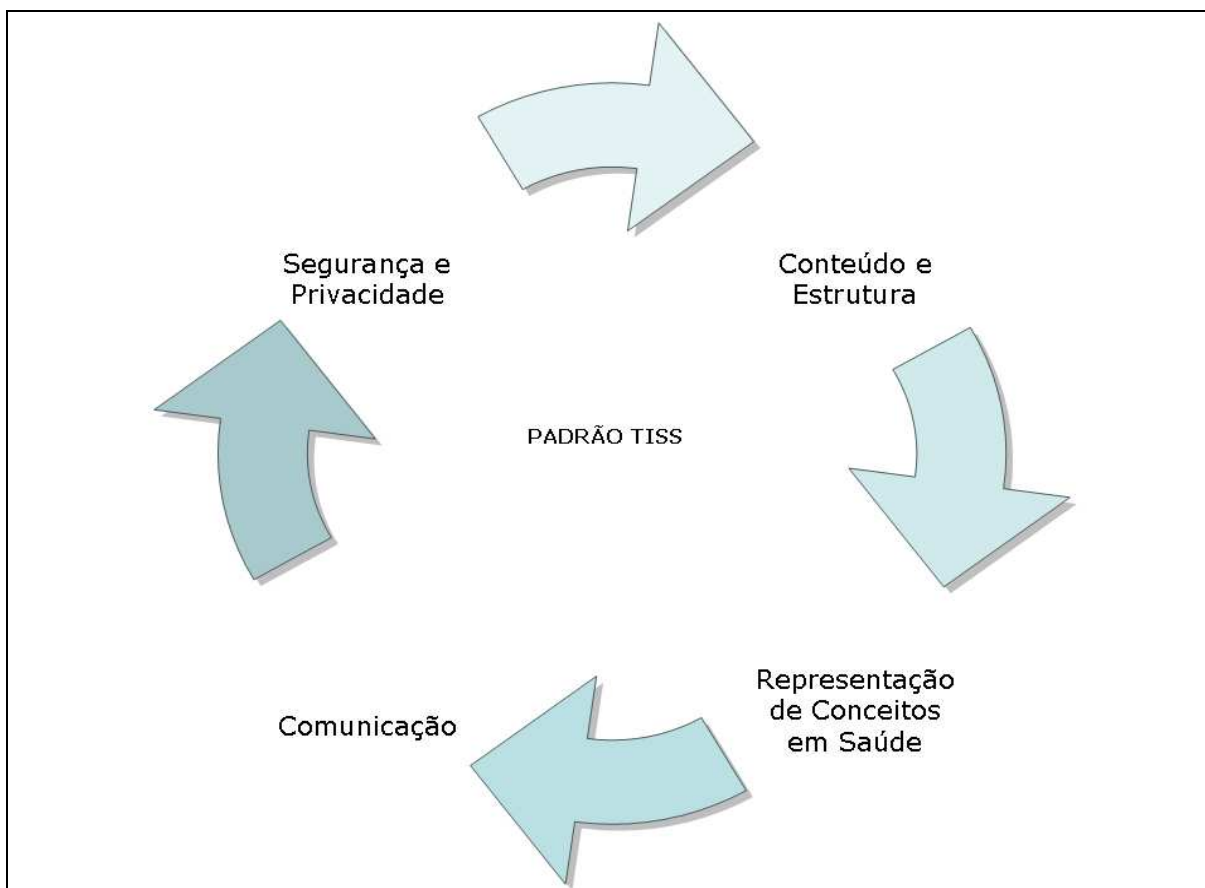 Segurança e
Privacidade
Conteúdo e
Estrutura
PADRÃO TISS
Representação
de Conceitos
em Saúde
Comunicação